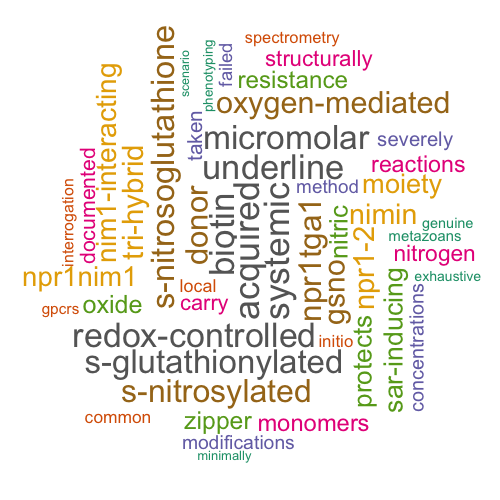 spectrometry
structurally
failed
phenotyping
scenario
resistance
s-nitrosoglutathione
oxygen-mediated
taken
micromolar
severely
nim1-interacting
documented
tri-hybrid
underline
reactions
interrogation
donor
biotin
acquired
systemic
method
moiety
npr1tga1
nitric
nimin
genuine
metazoans
nitrogen
npr1nim1
gsno
npr1-2
exhaustive
local
carry
gpcrs
oxide
redox-controlled
initio
protects
sar-inducing
concentrations
s-glutathionylated
s-nitrosylated
common
zipper
monomers
modifications
minimally